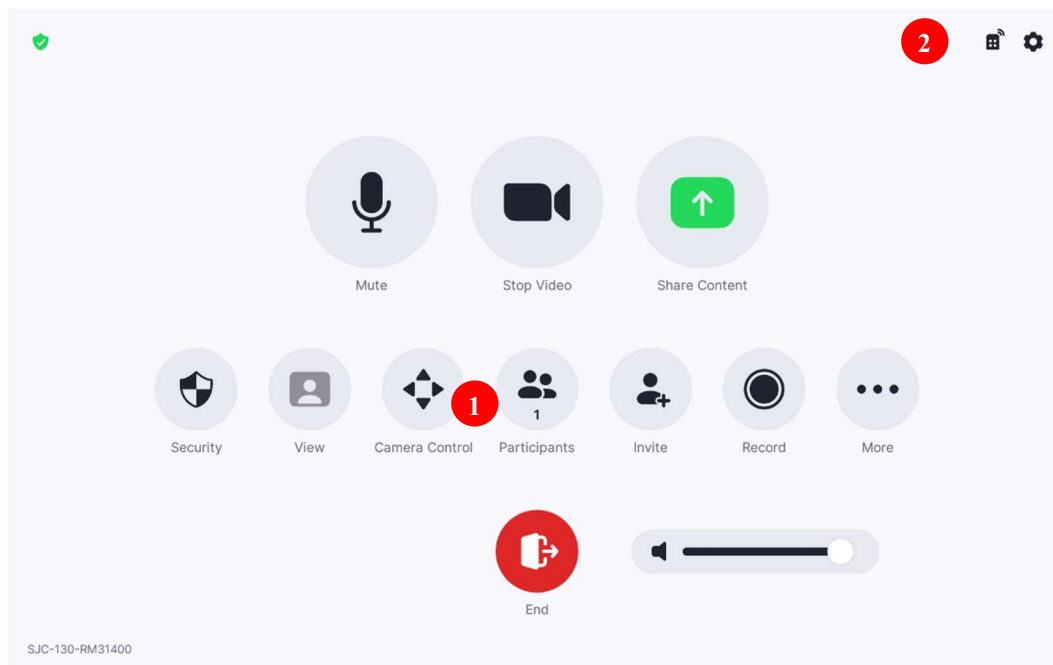 2
Mute Stop Video Share Content
1
1
Security View Camera Control Participants Invite Record More
End
SJC-130-RM31400